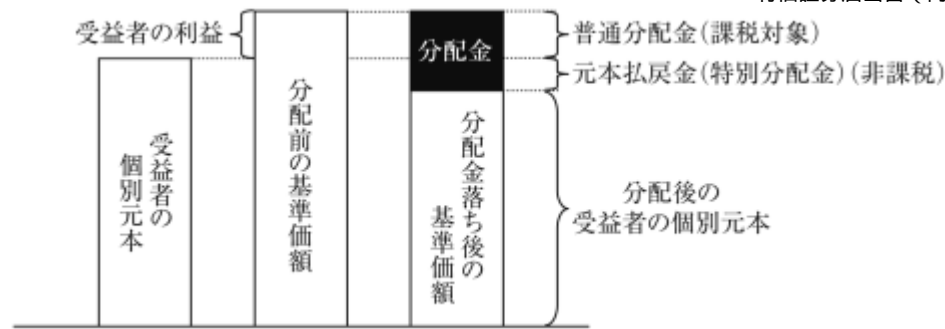 受益者の利益
分配金
普通分配金(課税対象)
元本払戻金(特別分配金)(非課税)
受益者の
個別元本
分配前の基準価額
分配金落ち後の
基準価額
分配後の
受益者の個別元本